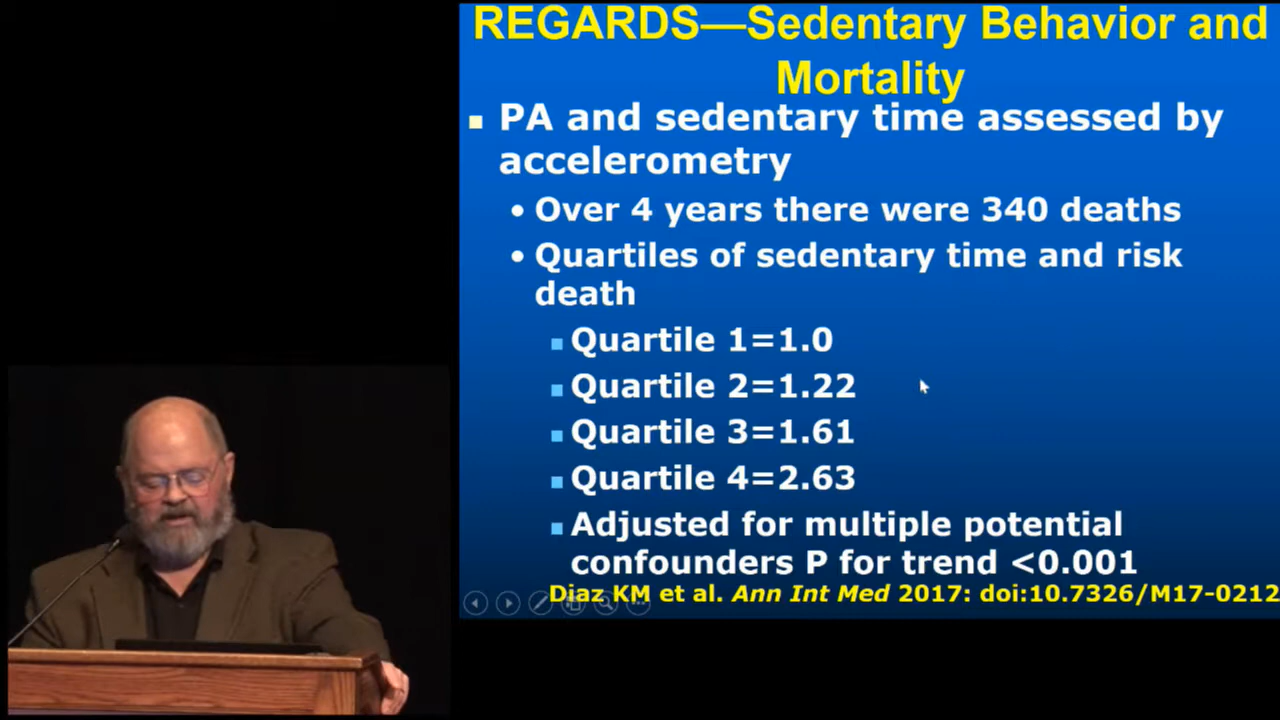 REGARDS—Sedentary Behavior and
Mortality
PA and sedentary time assessed by
accelerometry
Over 4 years there were 340 deaths
Quartiles of sedentary time and risk
death
Quartile 1=1.0
Quartile 2=1.22
Quartile 3=1.61
Quartile 4=2.63
Adjusted for multiple potential
confounders P for trend <0.001
Diaz KM et al. Ann Int Med 2017: doi:10.7326/M17-0212